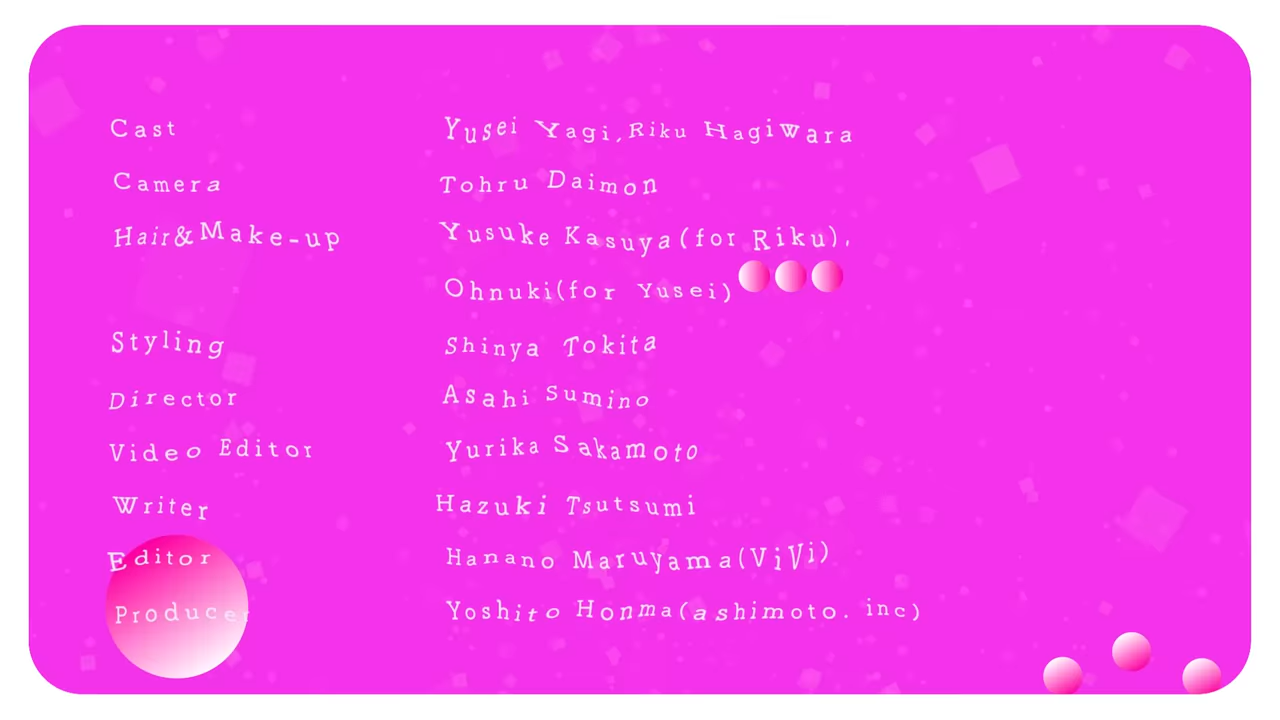 Cast Yusei Yagi,Riku Hagiwara
Camera Tohru Daimon
Hair&Make-up Yusuke Kasuya(for Riku),
Ohnuki(for Yusei)
Styling Shinya Tokita
Director Asahi Sumino
Video Editor Yurika Sakamoto
Writer Hazuki Tsutsumi
Editor Hanano Maruyama(ViVi)
Producer Yoshito Honma(ashimoto. inc)